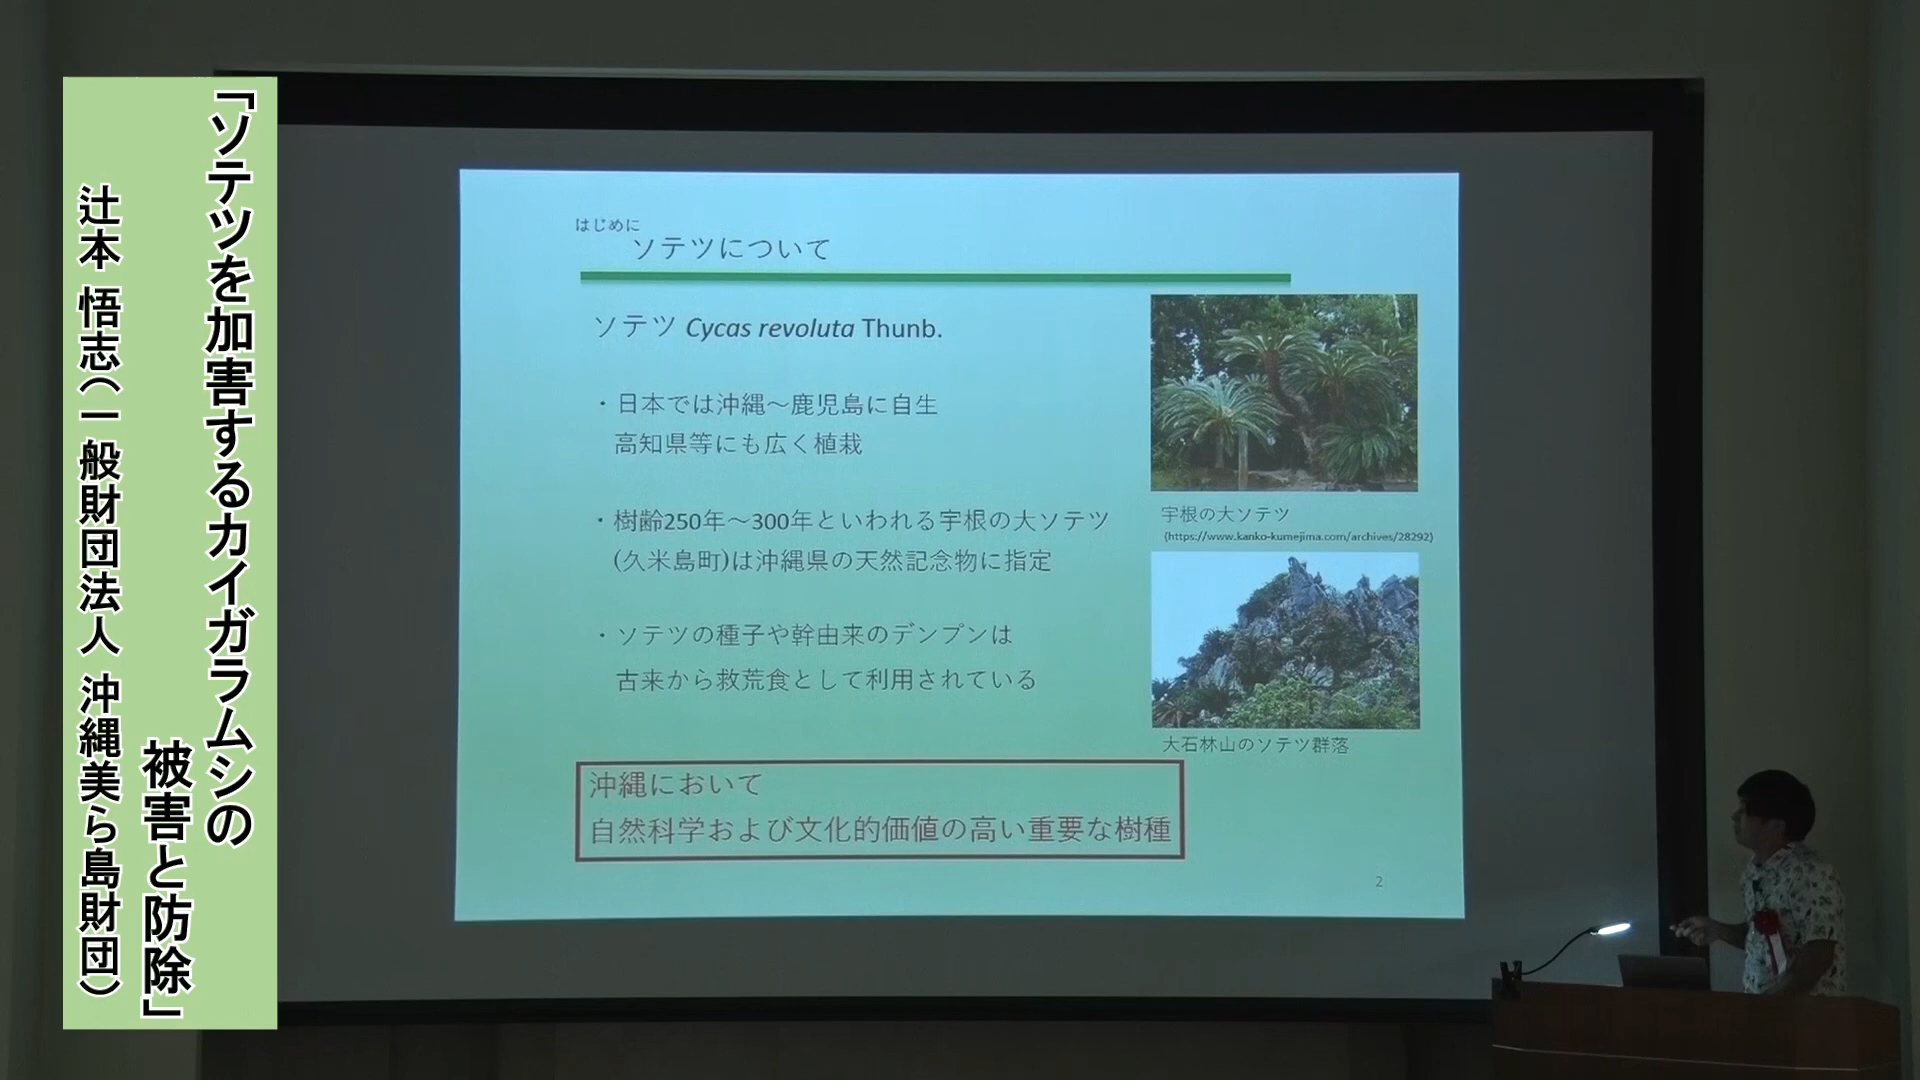 「ソテツを加害するカイガラムシの
被害と防除」
辻本 悟志(一般財団法人 沖縄美ら島財団)
はじめに
ソテツについて
ソテツ Cycas revoluta Thunb.
・日本では沖縄～鹿児島に自生
高知県等にも広く植栽
・樹齢250年～300年といわれる宇根の大ソテツ
(久米島町)は沖縄県の天然記念物に指定
・ソテツの種子や幹由来のデンプンは
古来から救荒食として利用されている
宇根の大ソテツ
(https://www.kanko-kumejima.com/archives/28292)
大石林山のソテツ群落
沖縄において
自然科学および文化的価値の高い重要な樹種
2